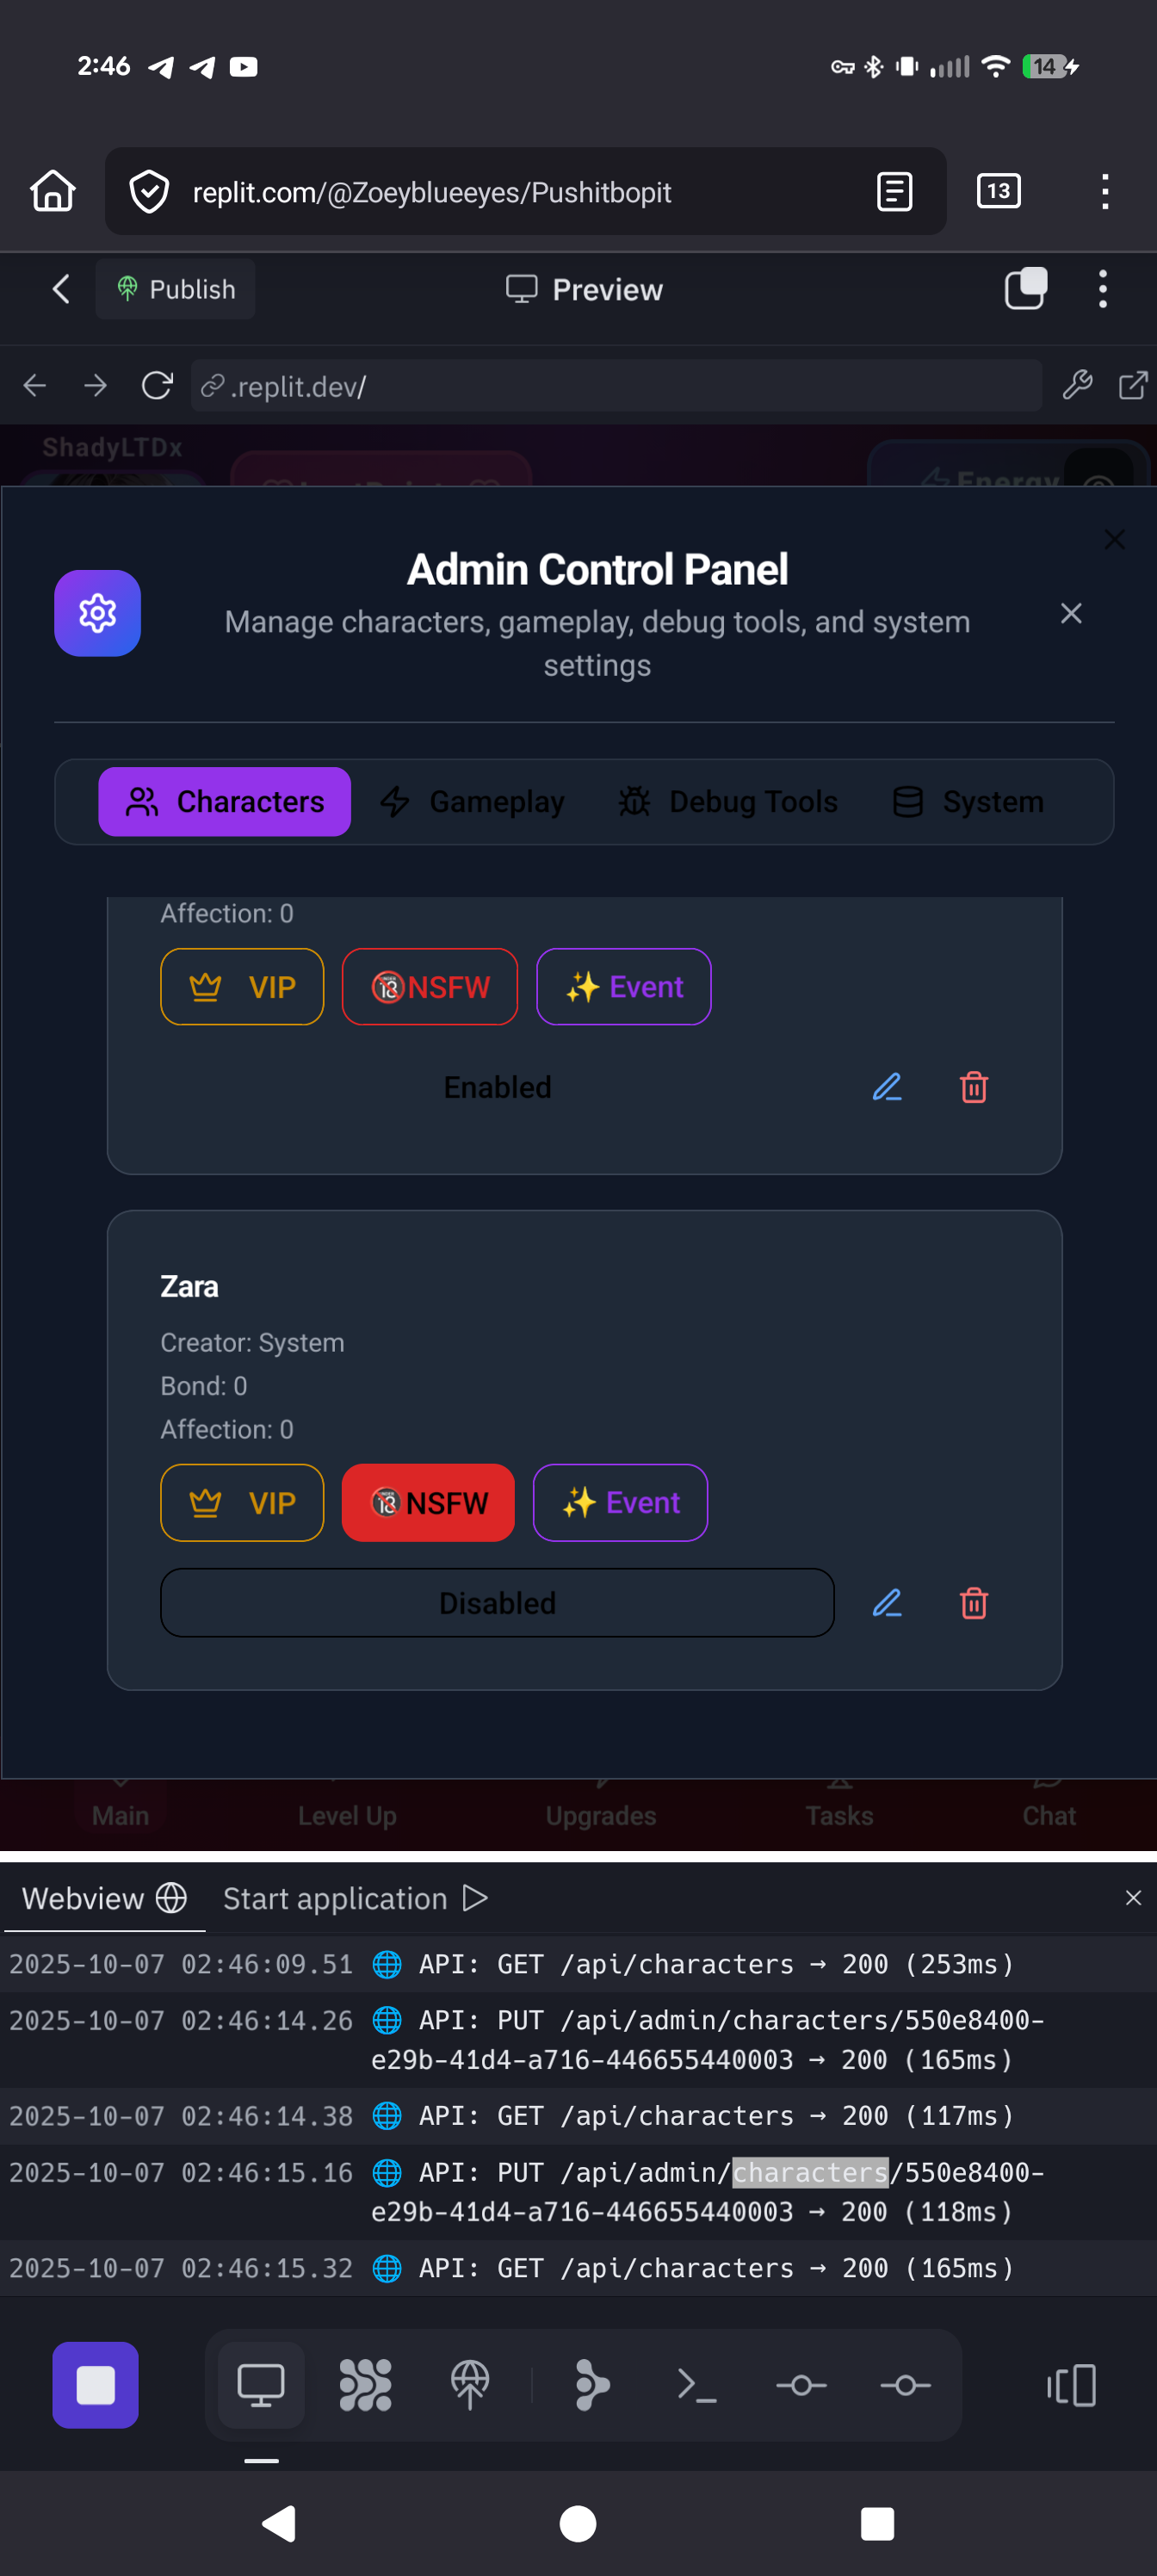 2:46
14
replit.com/@Zoeyblueeyes/Pushitbopit
13
Publish
Preview
.replit.dev/
ShadyLTDx
Energy
Admin Control Panel
Manage characters, gameplay, debug tools, and system
settings
Characters
Gameplay
Debug Tools
System
Affection: 0
VIP
🔞NSFW
✨ Event
Enabled
Zara
Creator: System
Bond: 0
Affection: 0
VIP
🔞NSFW
✨ Event
Disabled
Main
Level Up
Upgrades
Tasks
Chat
Webview
Start application
2025-10-07 02:46:09.51 🌐 API: GET /api/characters → 200 (253ms)
2025-10-07 02:46:14.26 🌐 API: PUT /api/admin/characters/550e8400-
e29b-41d4-a716-446655440003 → 200 (165ms)
2025-10-07 02:46:14.38 🌐 API: GET /api/characters → 200 (117ms)
2025-10-07 02:46:15.16 🌐 API: PUT /api/admin/characters/550e8400-
e29b-41d4-a716-446655440003 → 200 (118ms)
2025-10-07 02:46:15.32 🌐 API: GET /api/characters → 200 (165ms)